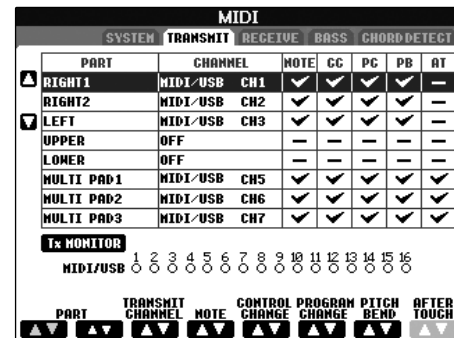 MIDI
SYSTEM TRANSMIT RECEIVE BASS CHORD DETECT
PART CHANNEL NOTE CC PC PB AT
RIGHT1 MIDI/USB CH1 ✔ ✔ ✔ ✔ —
RIGHT2 MIDI/USB CH2 ✔ ✔ ✔ ✔ —
LEFT MIDI/USB CH3 ✔ ✔ ✔ ✔ —
UPPER OFF — — — — —
LOWER OFF — — — — —
MULTI PAD1 MIDI/USB CH5 ✔ ✔ ✔ ✔ ✔
MULTI PAD2 MIDI/USB CH6 ✔ ✔ ✔ ✔ ✔
MULTI PAD3 MIDI/USB CH7 ✔ ✔ ✔ ✔ ✔
Tx MONITOR
1 2 3 4 5 6 7 8 9 10 11 12 13 14 15 16
MIDI/USB
PART TRANSMIT CHANNEL NOTE CONTROL CHANGE PROGRAM CHANGE PITCH BEND AFTER TOUCH